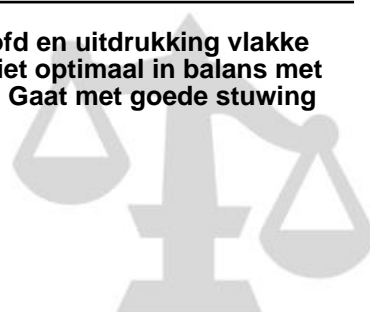 ofd en uitdrukking vlakke
iet optimaal in balans met
Gaat met goede stuwing